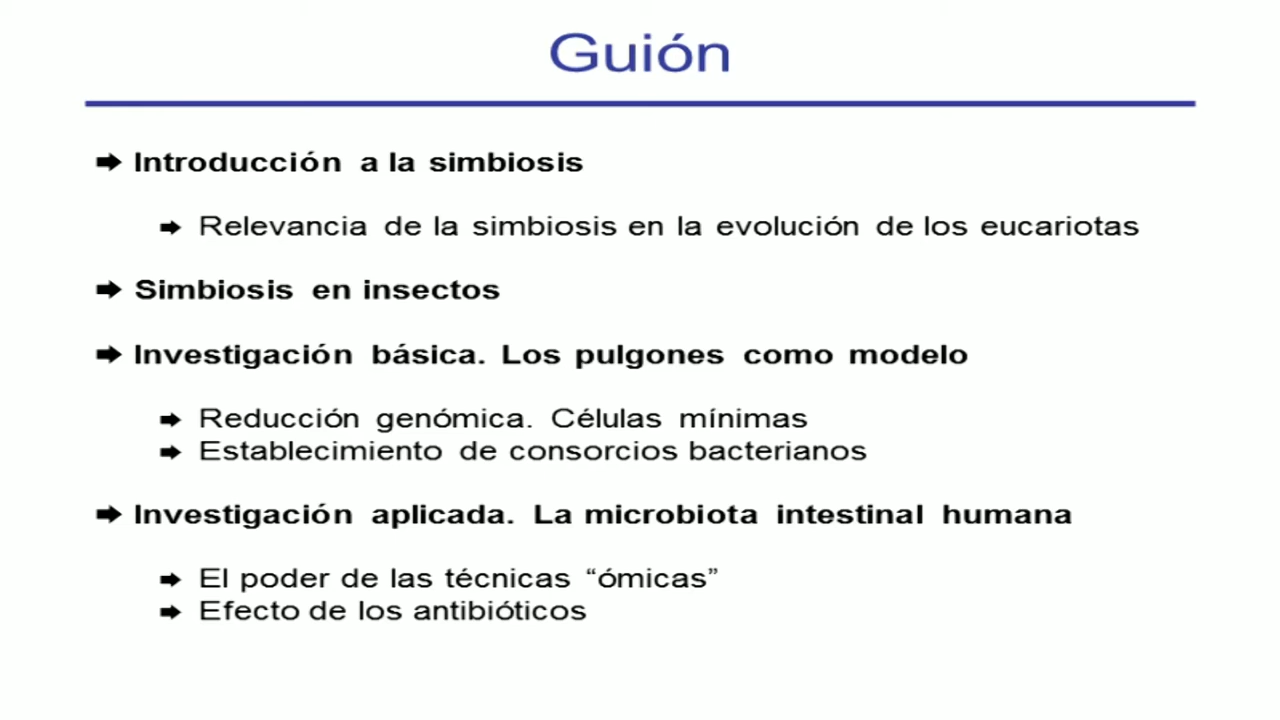 Guión
Introducción a la simbiosis
Relevancia de la simbiosis en la evolución de los eucariotas
Simbiosis en insectos
Investigación básica. Los pulgones como modelo
Reducción genómica. Células mínimas
Establecimiento de consorcios bacterianos
Investigación aplicada. La microbiota intestinal humana
El poder de las técnicas “ómicas”
Efecto de los antibióticos